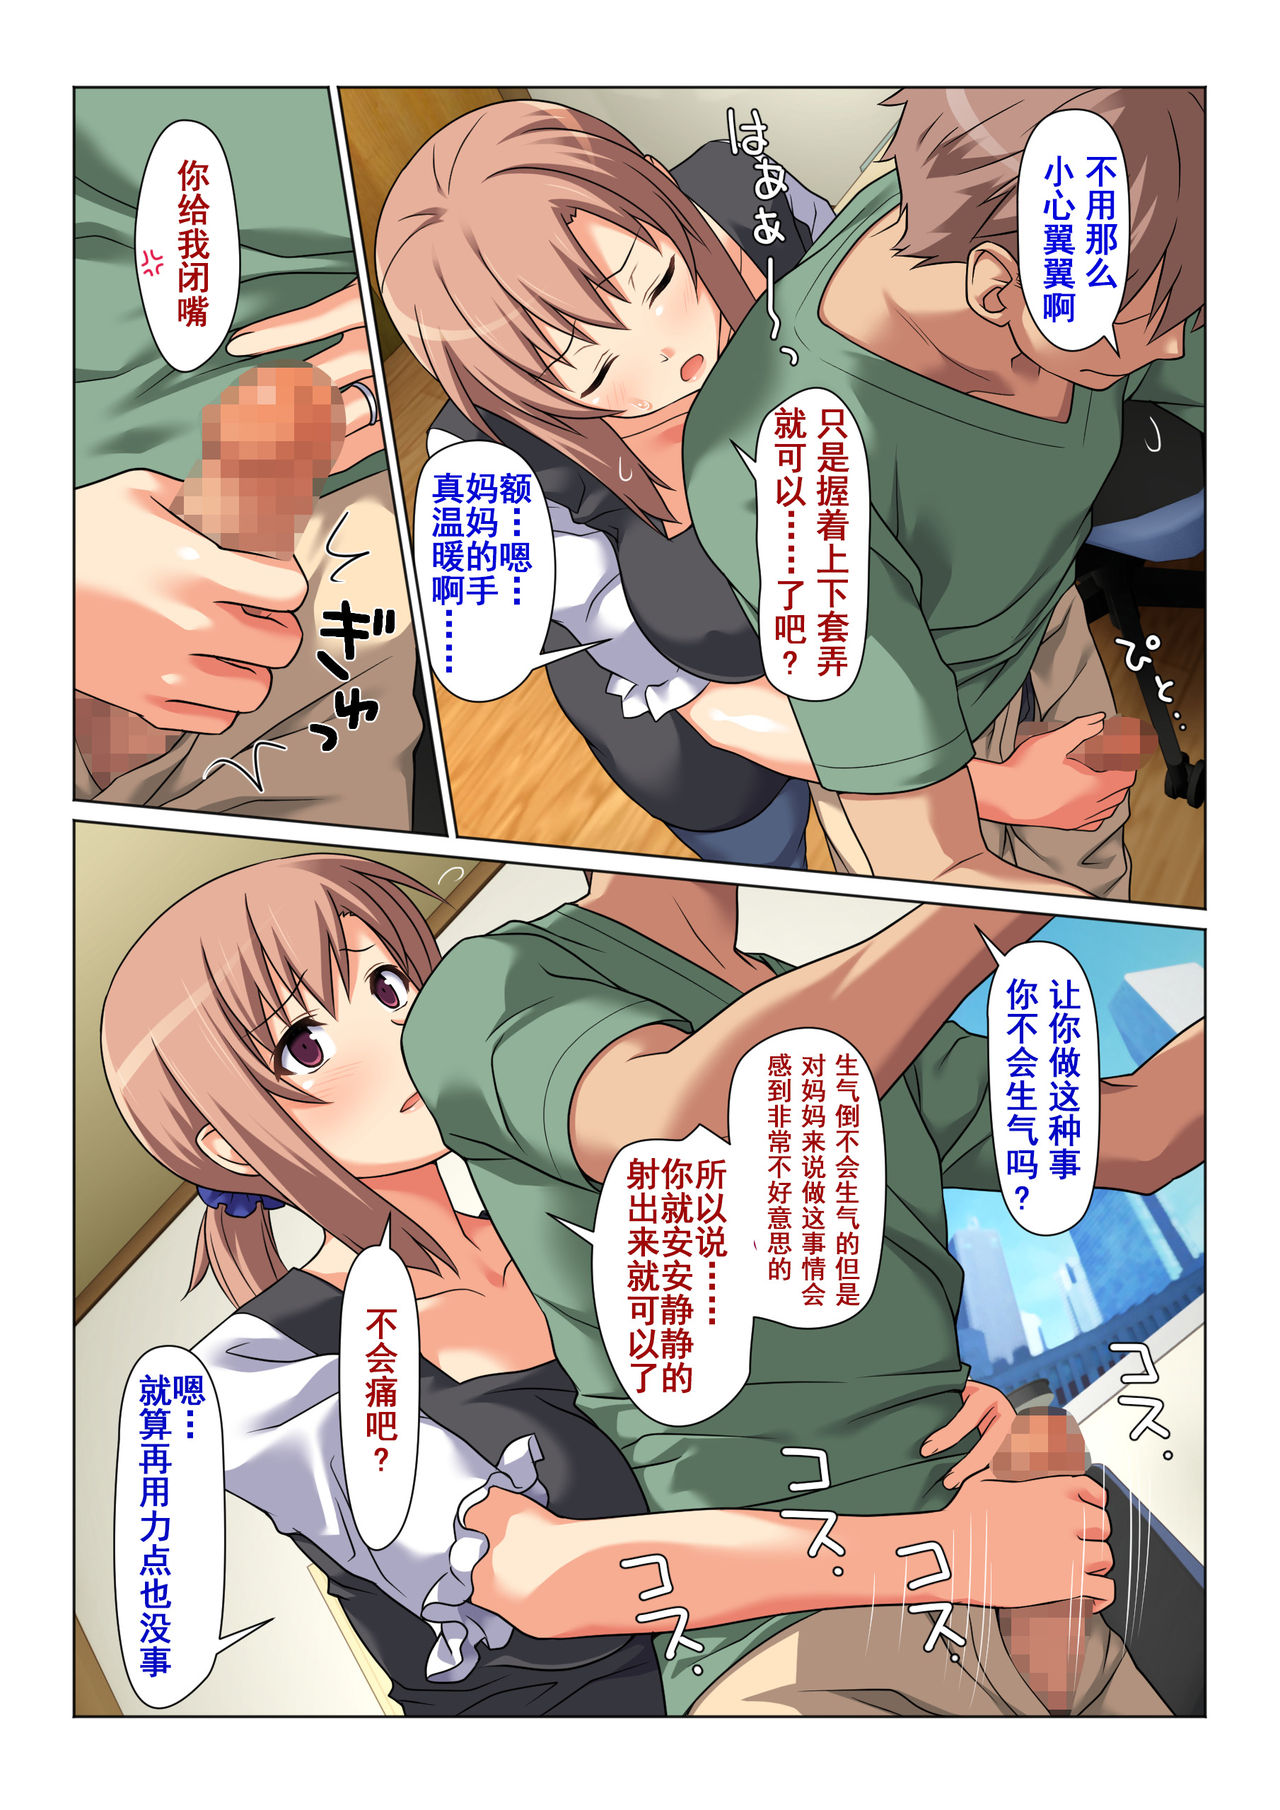 不用那么
小心翼翼啊
はぁぁ～～っ
只是握着上下套弄
就可以……了吧？
额…嗯…
妈妈的手
真温暖啊……
ぴと…
你给我闭嘴
ぎゅっ
让你做这种事
你不会生气吗？
生气倒不会生气的但是
对妈妈来说做这事情会
感到非常不好意思的
所以说……
你就安安静静的
射出来就可以了
不会痛吧？
嗯…
就算再用力点也没事
コス。
コス。
コス。
コス。